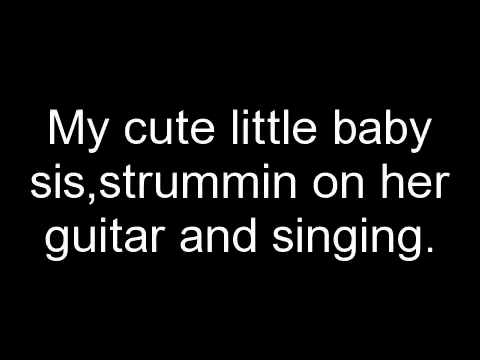 My cute little baby
sis,strummin on her
guitar and singing.